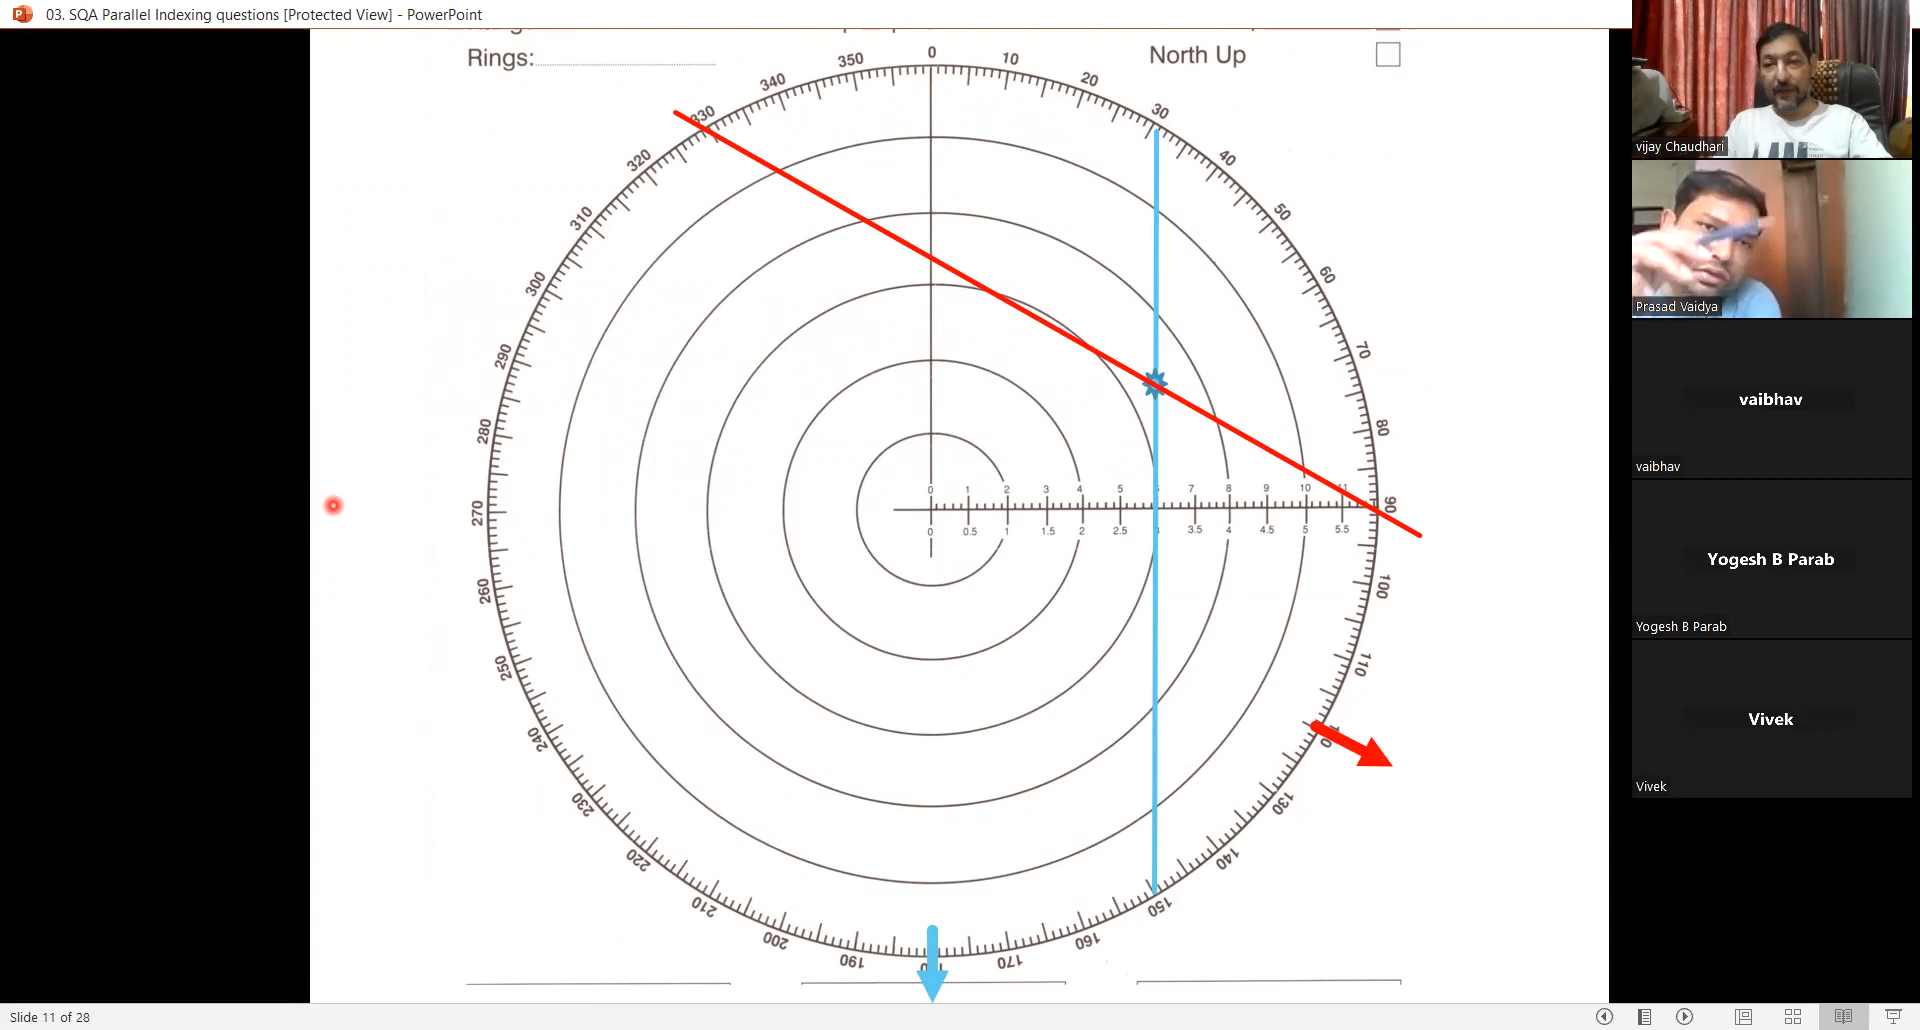 03. SQA Parallel Indexing questions [Protected View] - PowerPoint
Rings:
North Up
0
10
20
30
40
50
60
70
80
90
100
110
130
140
150
160
170
190
200
210
220
230
240
250
260
270
280
290
300
310
320
330
340
350
0 1 2 3 4 5 7 8 9 10 11
0 0.5 1 1.5 2 2.5 3.5 4 4.5 5 5.5
vijay Chaudhari
Prasad Vaidya
vaibhav
vaibhav
Yogesh B Parab
Yogesh B Parab
Vivek
Vivek
Slide 11 of 28